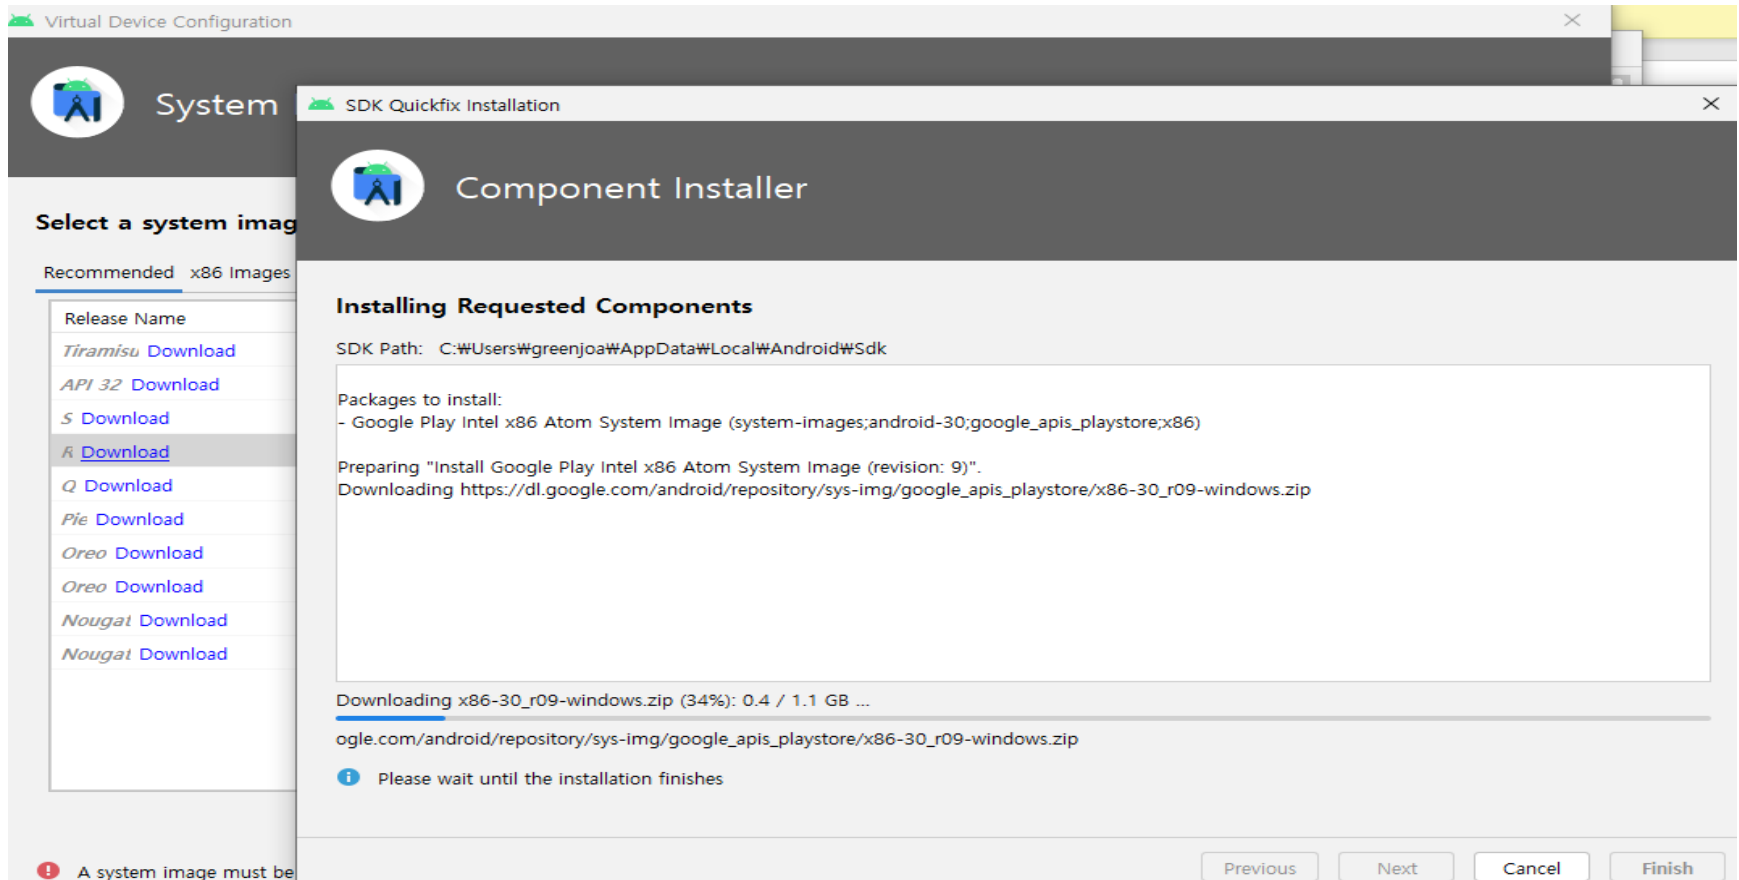 Virtual Device Configuration
System
SDK Quickfix Installation
Component Installer
Select a system imag
Recommended x86 Images
Release Name
Tiramisu Download
API 32 Download
S Download
R Download
Q Download
Pie Download
Oreo Download
Oreo Download
Nougat Download
Nougat Download
A system image must be
Installing Requested Components
SDK Path: C:₩Users₩greenjoa₩AppData₩Local₩Android₩Sdk
Packages to install:
- Google Play Intel x86 Atom System Image (system-images;android-30;google_apis_playstore;x86)
Preparing "Install Google Play Intel x86 Atom System Image (revision: 9)".
Downloading https://dl.google.com/android/repository/sys-img/google_apis_playstore/x86-30_r09-windows.zip
Downloading x86-30_r09-windows.zip (34%): 0.4 / 1.1 GB ...
ogle.com/android/repository/sys-img/google_apis_playstore/x86-30_r09-windows.zip
Please wait until the installation finishes
Previous Next Cancel Finish